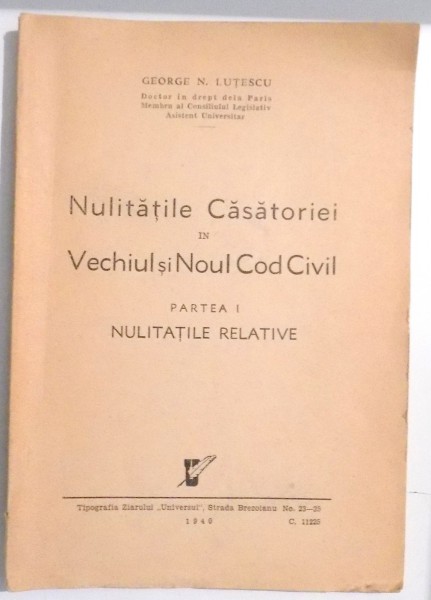 GEORGE N. LUȚESCU
Doctor în drept dela Paris
Membru al Consiliului Legislativ
Asistent Universitar
Nulitățile Căsătoriei
IN
Vechiul și Noul Cod Civil
PARTEA I
NULITAȚILE RELATIVE
Tipografia Ziarului „Universul", Strada Brezoianu No. 23—25
1940 C. 11225